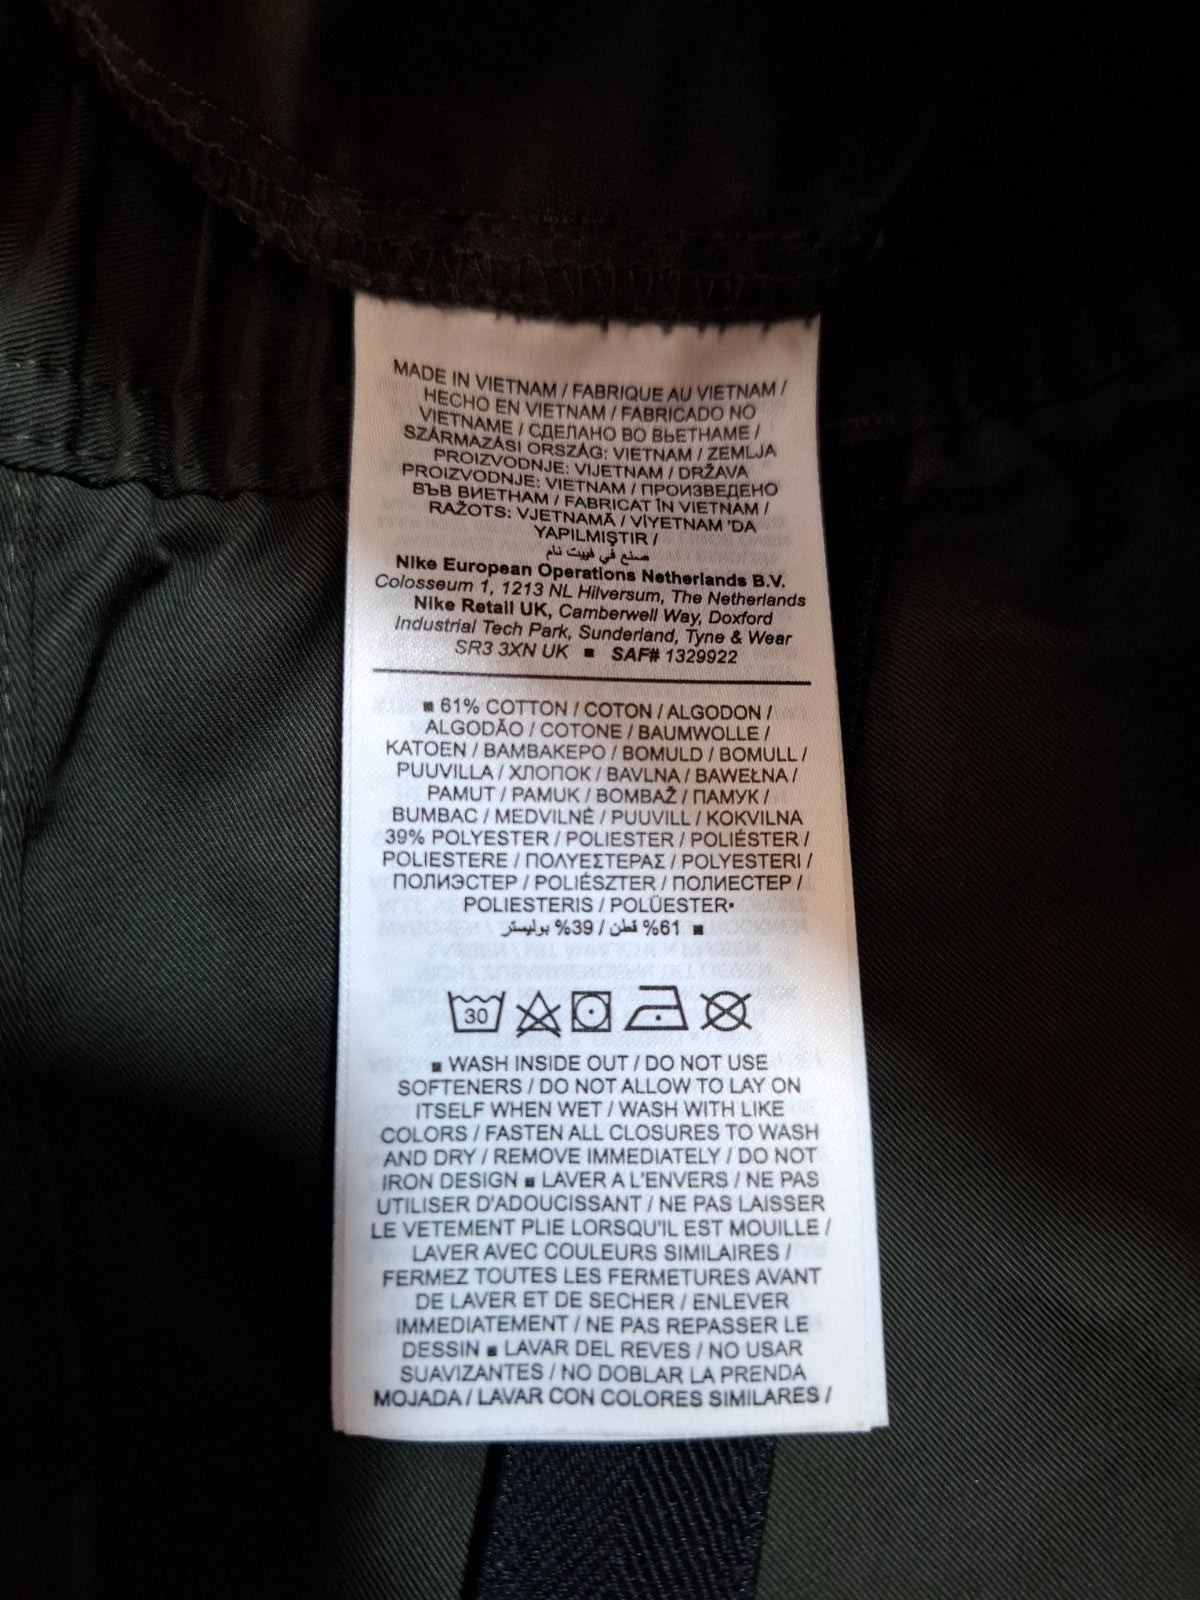 MADE IN VIETNAM / FABRIQUE AU VIETNAM /
HECHO EN VIETNAM / FABRICADO NO
VIETNAME / СДЕЛАНО ВО ВЬЕТНАМЕ /
SZÁRMAZÁSI ORSZÁG: VIETNAM / ZEMLJA
PROIZVODNJE: VIJETNAM / DRŽAVA
PROIZVODNJE: VIETNAM / ПРОИЗВЕДЕНО
ВЪВ ВИЕТНАМ / FABRICAT ÎN VIETNAM /
RAŽOTS: VJETNAMĀ / VİYETNAM 'DA
YAPILMIŞTIR /
صنع في فييت نام
Nike European Operations Netherlands B.V.
Colosseum 1, 1213 NL Hilversum, The Netherlands
Nike Retail UK, Camberwell Way, Doxford
Industrial Tech Park, Sunderland, Tyne & Wear
SR3 3XN UK ■ SAF# 1329922
■ 61% COTTON / COTON / ALGODON /
ALGODÃO / COTONE / BAUMWOLLE /
KATOEN / ΒΑΜΒΑΚΕΡΟ / BOMULD / BOMULL /
PUUVILLA / ХЛОПОК / BAVLNA / BAWEŁNA /
PAMUT / PAMUK / BOMBAŽ / ПАМУК /
BUMBAC / MEDVILNĖ / PUUVILL / KOKVILNA
39% POLYESTER / POLIESTER / POLIÉSTER /
POLIESTERE / ΠΟΛΥΕΣΤΕΡΑΣ / POLYESTERI /
ПОЛИЭСТЕР / POLIÉSZTER / ПОЛИЕСТЕР /
POLIESTERIS / POLÜESTER•
■ 61% قطن / 39% بوليستر
30
■ WASH INSIDE OUT / DO NOT USE
SOFTENERS / DO NOT ALLOW TO LAY ON
ITSELF WHEN WET / WASH WITH LIKE
COLORS / FASTEN ALL CLOSURES TO WASH
AND DRY / REMOVE IMMEDIATELY / DO NOT
IRON DESIGN ■ LAVER A L'ENVERS / NE PAS
UTILISER D'ADOUCISSANT / NE PAS LAISSER
LE VETEMENT PLIE LORSQU'IL EST MOUILLE /
LAVER AVEC COULEURS SIMILAIRES /
FERMEZ TOUTES LES FERMETURES AVANT
DE LAVER ET DE SECHER / ENLEVER
IMMEDIATEMENT / NE PAS REPASSER LE
DESSIN ■ LAVAR DEL REVES / NO USAR
SUAVIZANTES / NO DOBLAR LA PRENDA
MOJADA / LAVAR CON COLORES SIMILARES /